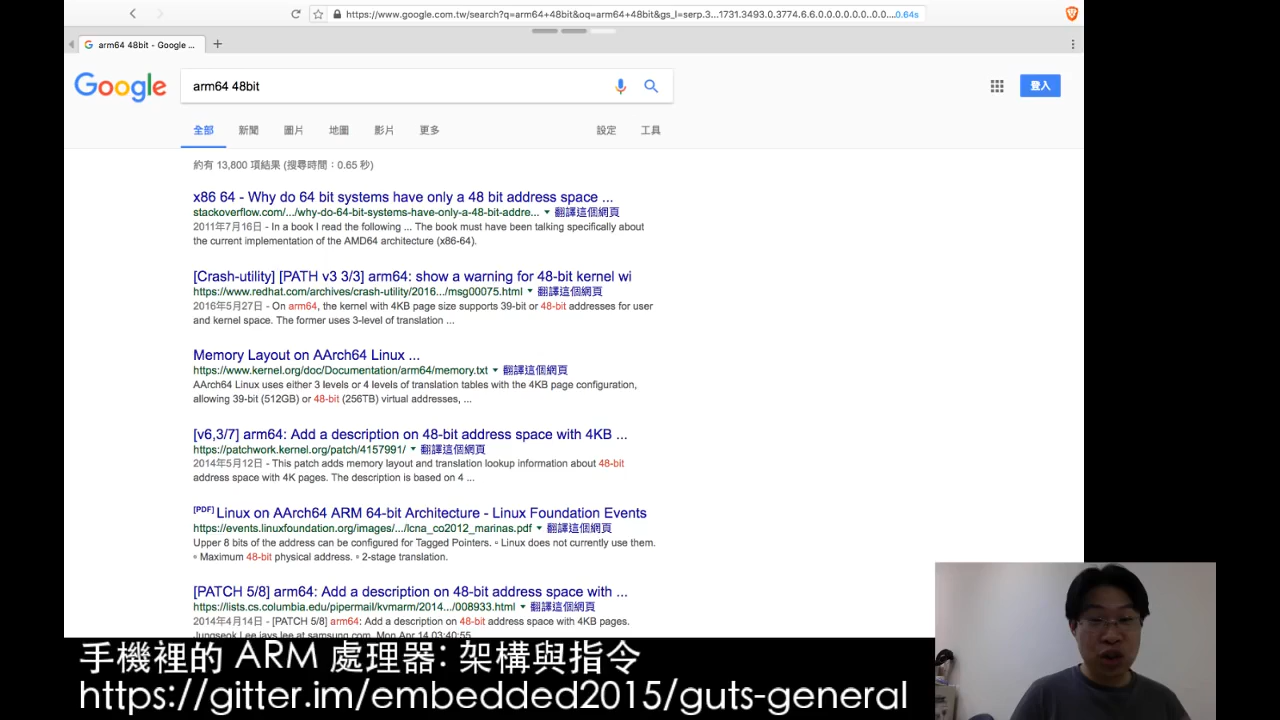 https://www.google.com.tw/search?q=arm64+48bit&oq=arm64+48bit&gs_l=serp.3...1731.3493.0.3774.6.6.0.0.0.0.0.0..0.0....0.64s
arm64 48bit - Google ...
Google
arm64 48bit
登入
全部 新聞 圖片 地圖 影片 更多 設定 工具
約有 13,800 項結果 (搜尋時間：0.65 秒)
x86 64 - Why do 64 bit systems have only a 48 bit address space ...
stackoverflow.com/.../why-do-64-bit-systems-have-only-a-48-bit-addre... 翻譯這個網頁
2011年7月16日 - In a book I read the following ... The book must have been talking specifically about
the current implementation of the AMD64 architecture (x86-64).
[Crash-utility] [PATH v3 3/3] arm64: show a warning for 48-bit kernel wi
https://www.redhat.com/archives/crash-utility/2016.../msg00075.html 翻譯這個網頁
2016年5月27日 - On arm64, the kernel with 4KB page size supports 39-bit or 48-bit addresses for user
and kernel space. The former uses 3-level of translation ...
Memory Layout on AArch64 Linux ...
https://www.kernel.org/doc/Documentation/arm64/memory.txt 翻譯這個網頁
AArch64 Linux uses either 3 levels or 4 levels of translation tables with the 4KB page configuration,
allowing 39-bit (512GB) or 48-bit (256TB) virtual addresses, ...
[v6,3/7] arm64: Add a description on 48-bit address space with 4KB ...
https://patchwork.kernel.org/patch/4157991/ 翻譯這個網頁
2014年5月12日 - This patch adds memory layout and translation lookup information about 48-bit
address space with 4K pages. The description is based on 4 ...
[PDF] Linux on AArch64 ARM 64-bit Architecture - Linux Foundation Events
https://events.linuxfoundation.org/images/.../lcna_co2012_marinas.pdf 翻譯這個網頁
Upper 8 bits of the address can be configured for Tagged Pointers. ▫ Linux does not currently use them.
▫ Maximum 48-bit physical address. ▫ 2-stage translation.
[PATCH 5/8] arm64: Add a description on 48-bit address space with ...
https://lists.cs.columbia.edu/pipermail/kvmarm/2014.../008933.html 翻譯這個網頁
2014年4月14日 - [PATCH 5/8] arm64: Add a description on 48-bit address space with 4KB pages.
Jungseok Lee jays.lee at samsung.com. Mon Apr 14 03:40:55
手機裡的 ARM 處理器: 架構與指令
https://gitter.im/embedded2015/guts-general